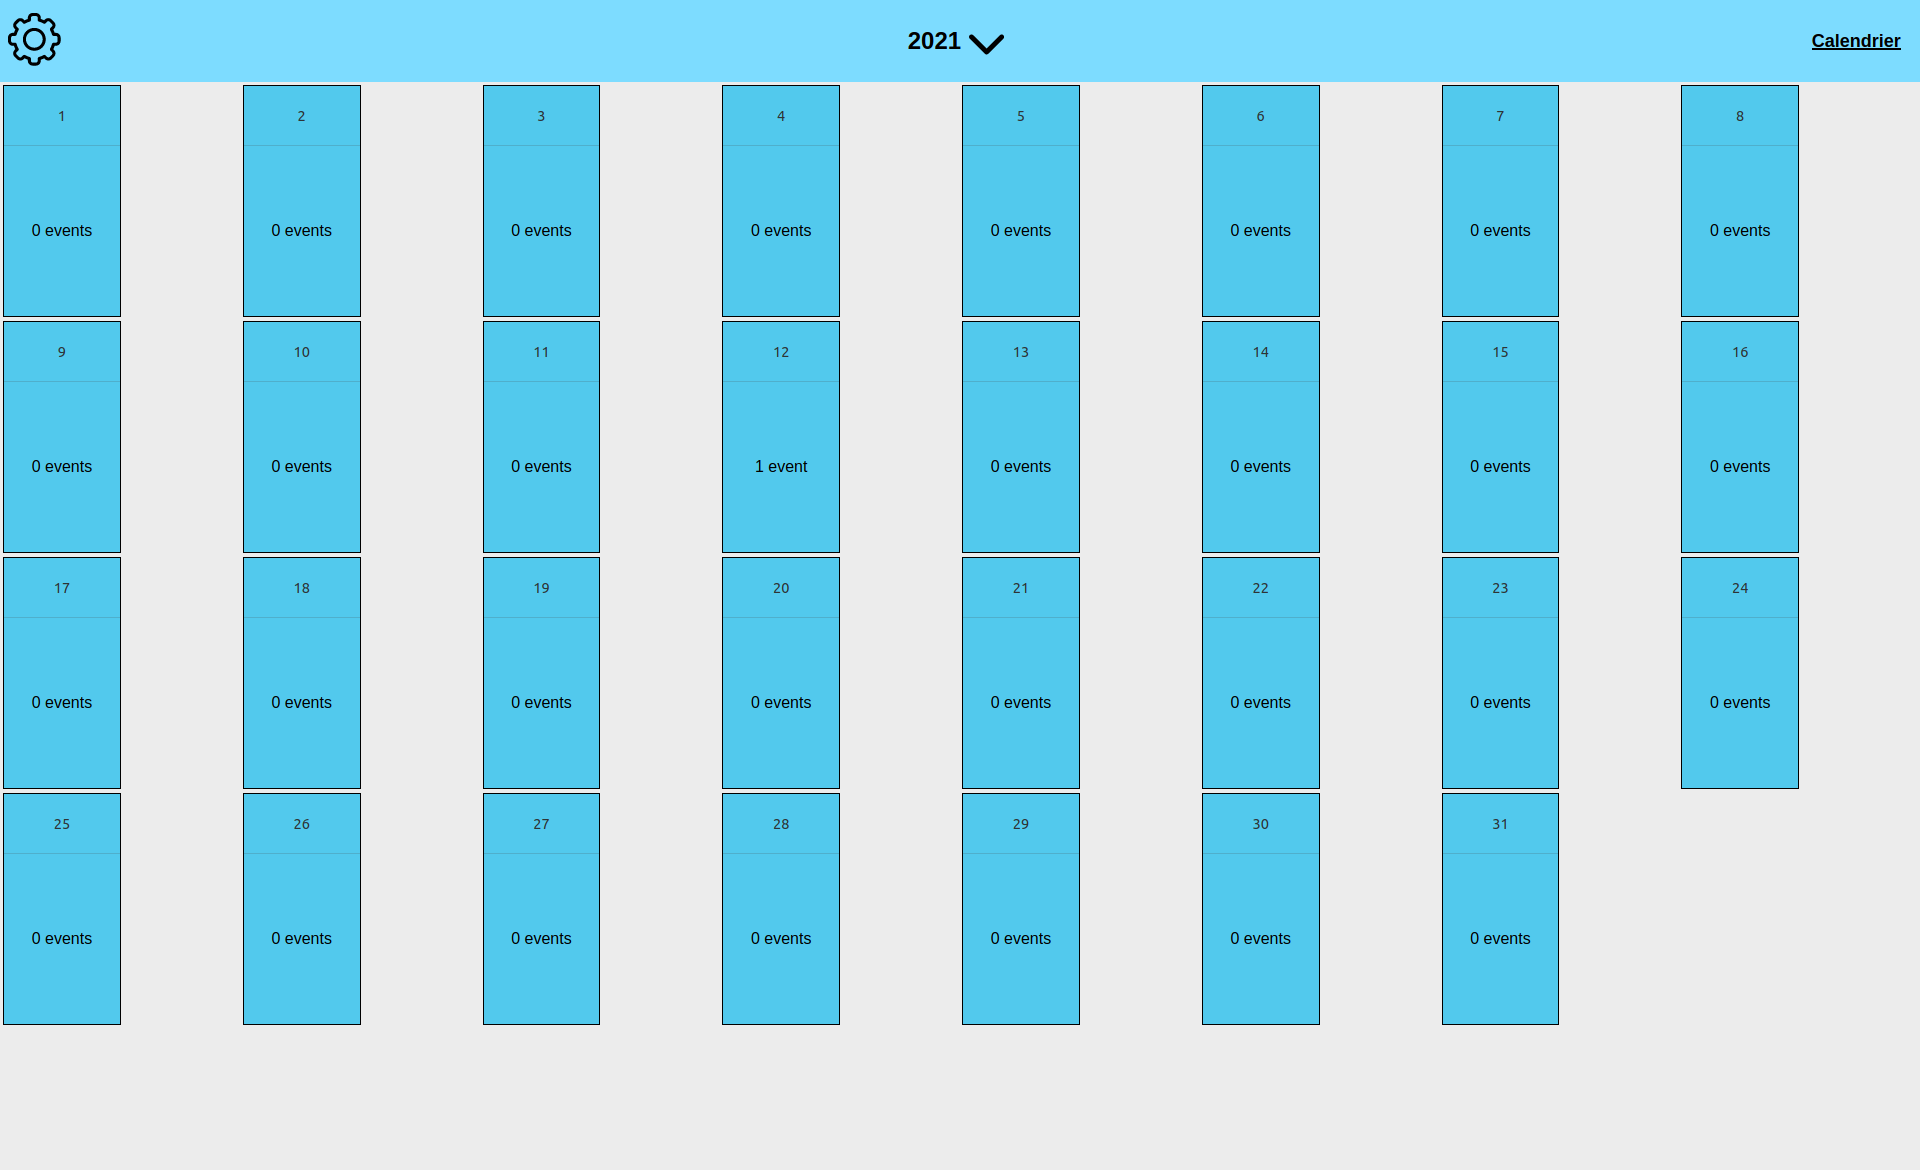 2021
Calendrier
1 2 3 4 5 6 7 8
0 events 0 events 0 events 0 events 0 events 0 events 0 events 0 events
9 10 11 12 13 14 15 16
0 events 0 events 0 events 1 event 0 events 0 events 0 events 0 events
17 18 19 20 21 22 23 24
0 events 0 events 0 events 0 events 0 events 0 events 0 events 0 events
25 26 27 28 29 30 31
0 events 0 events 0 events 0 events 0 events 0 events 0 events